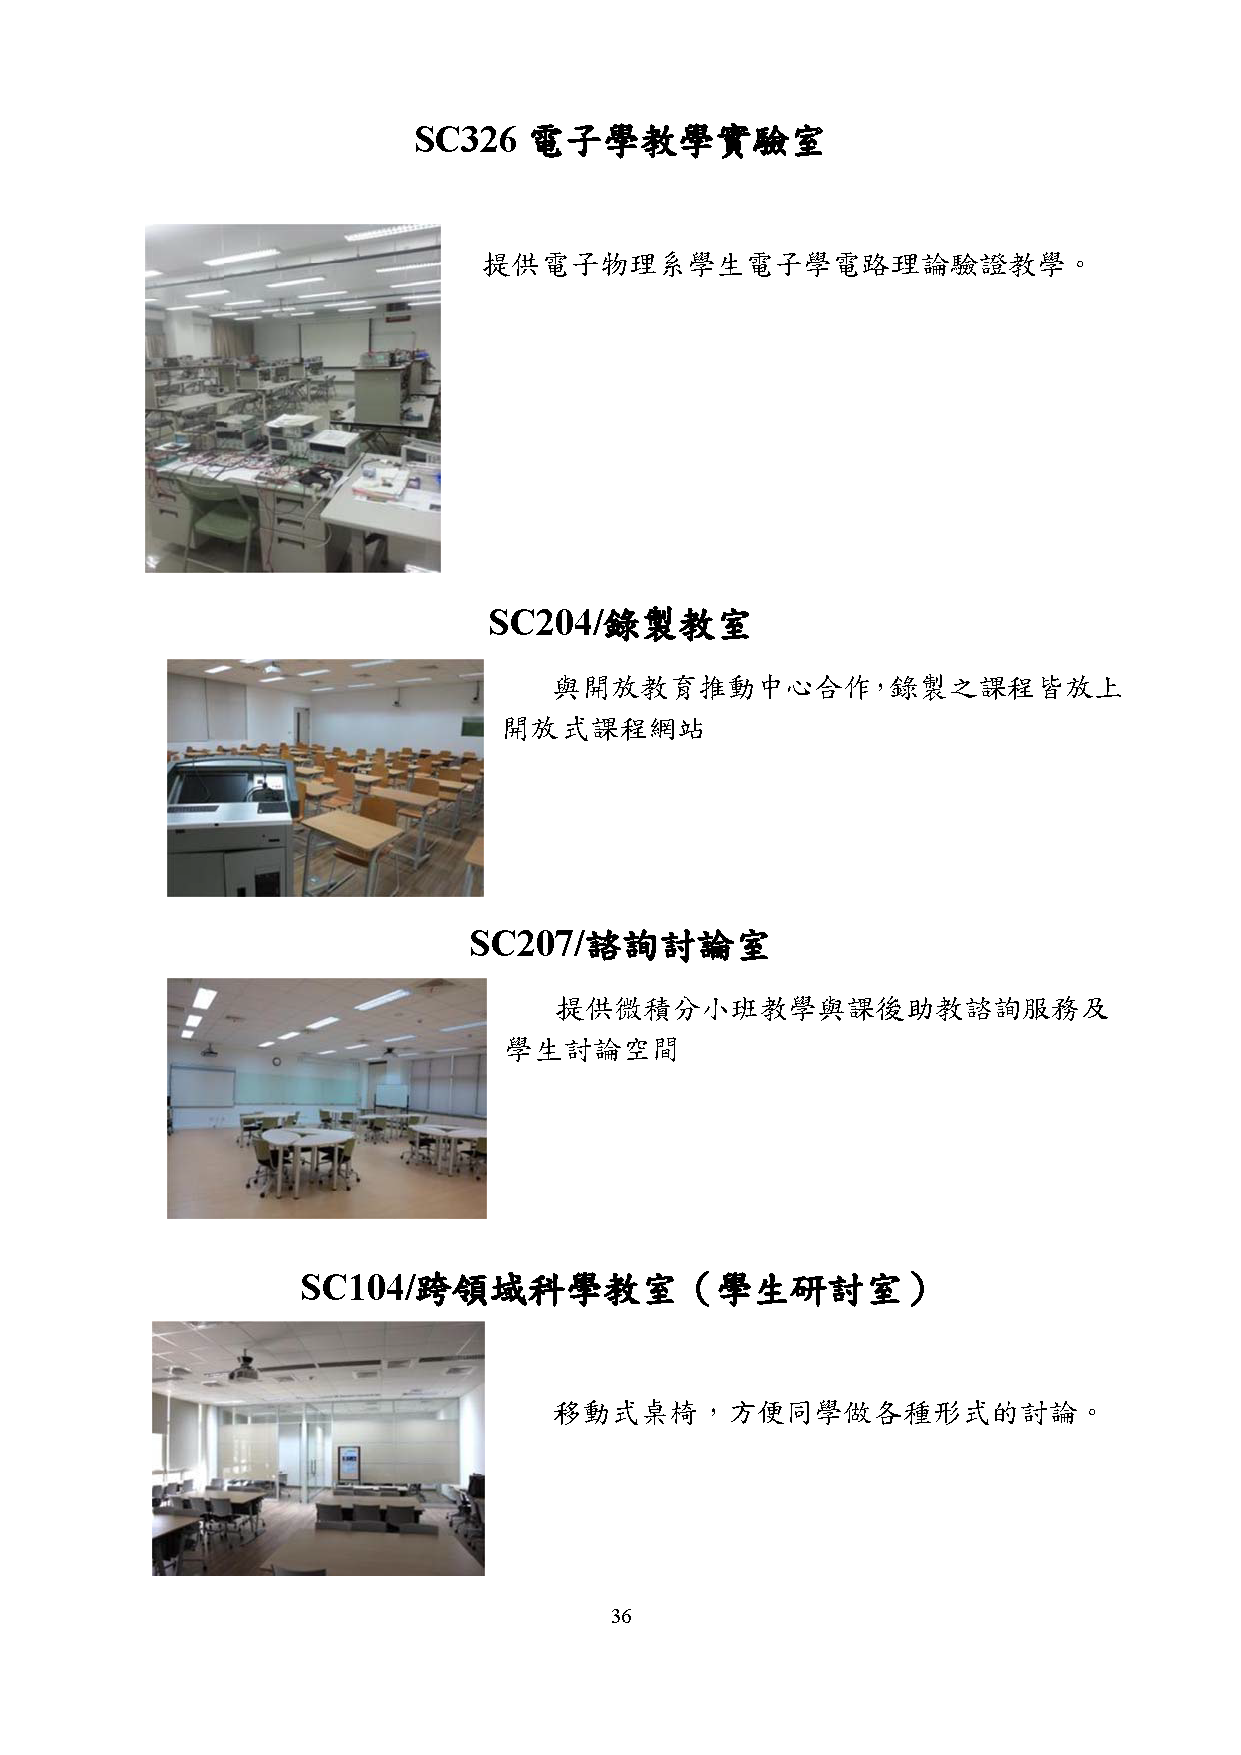 SC326 電子學教學實驗室
提供電子物理系學生電子學電路理論驗證教學。
SC204/錄製教室
與開放教育推動中心合作，錄製之課程皆放上
開放式課程網站
SC207/諮詢討論室
提供微積分小班教學與課後助教諮詢服務及
學生討論空間
SC104/跨領域科學教室（學生研討室）
移動式桌椅，方便同學做各種形式的討論。
36